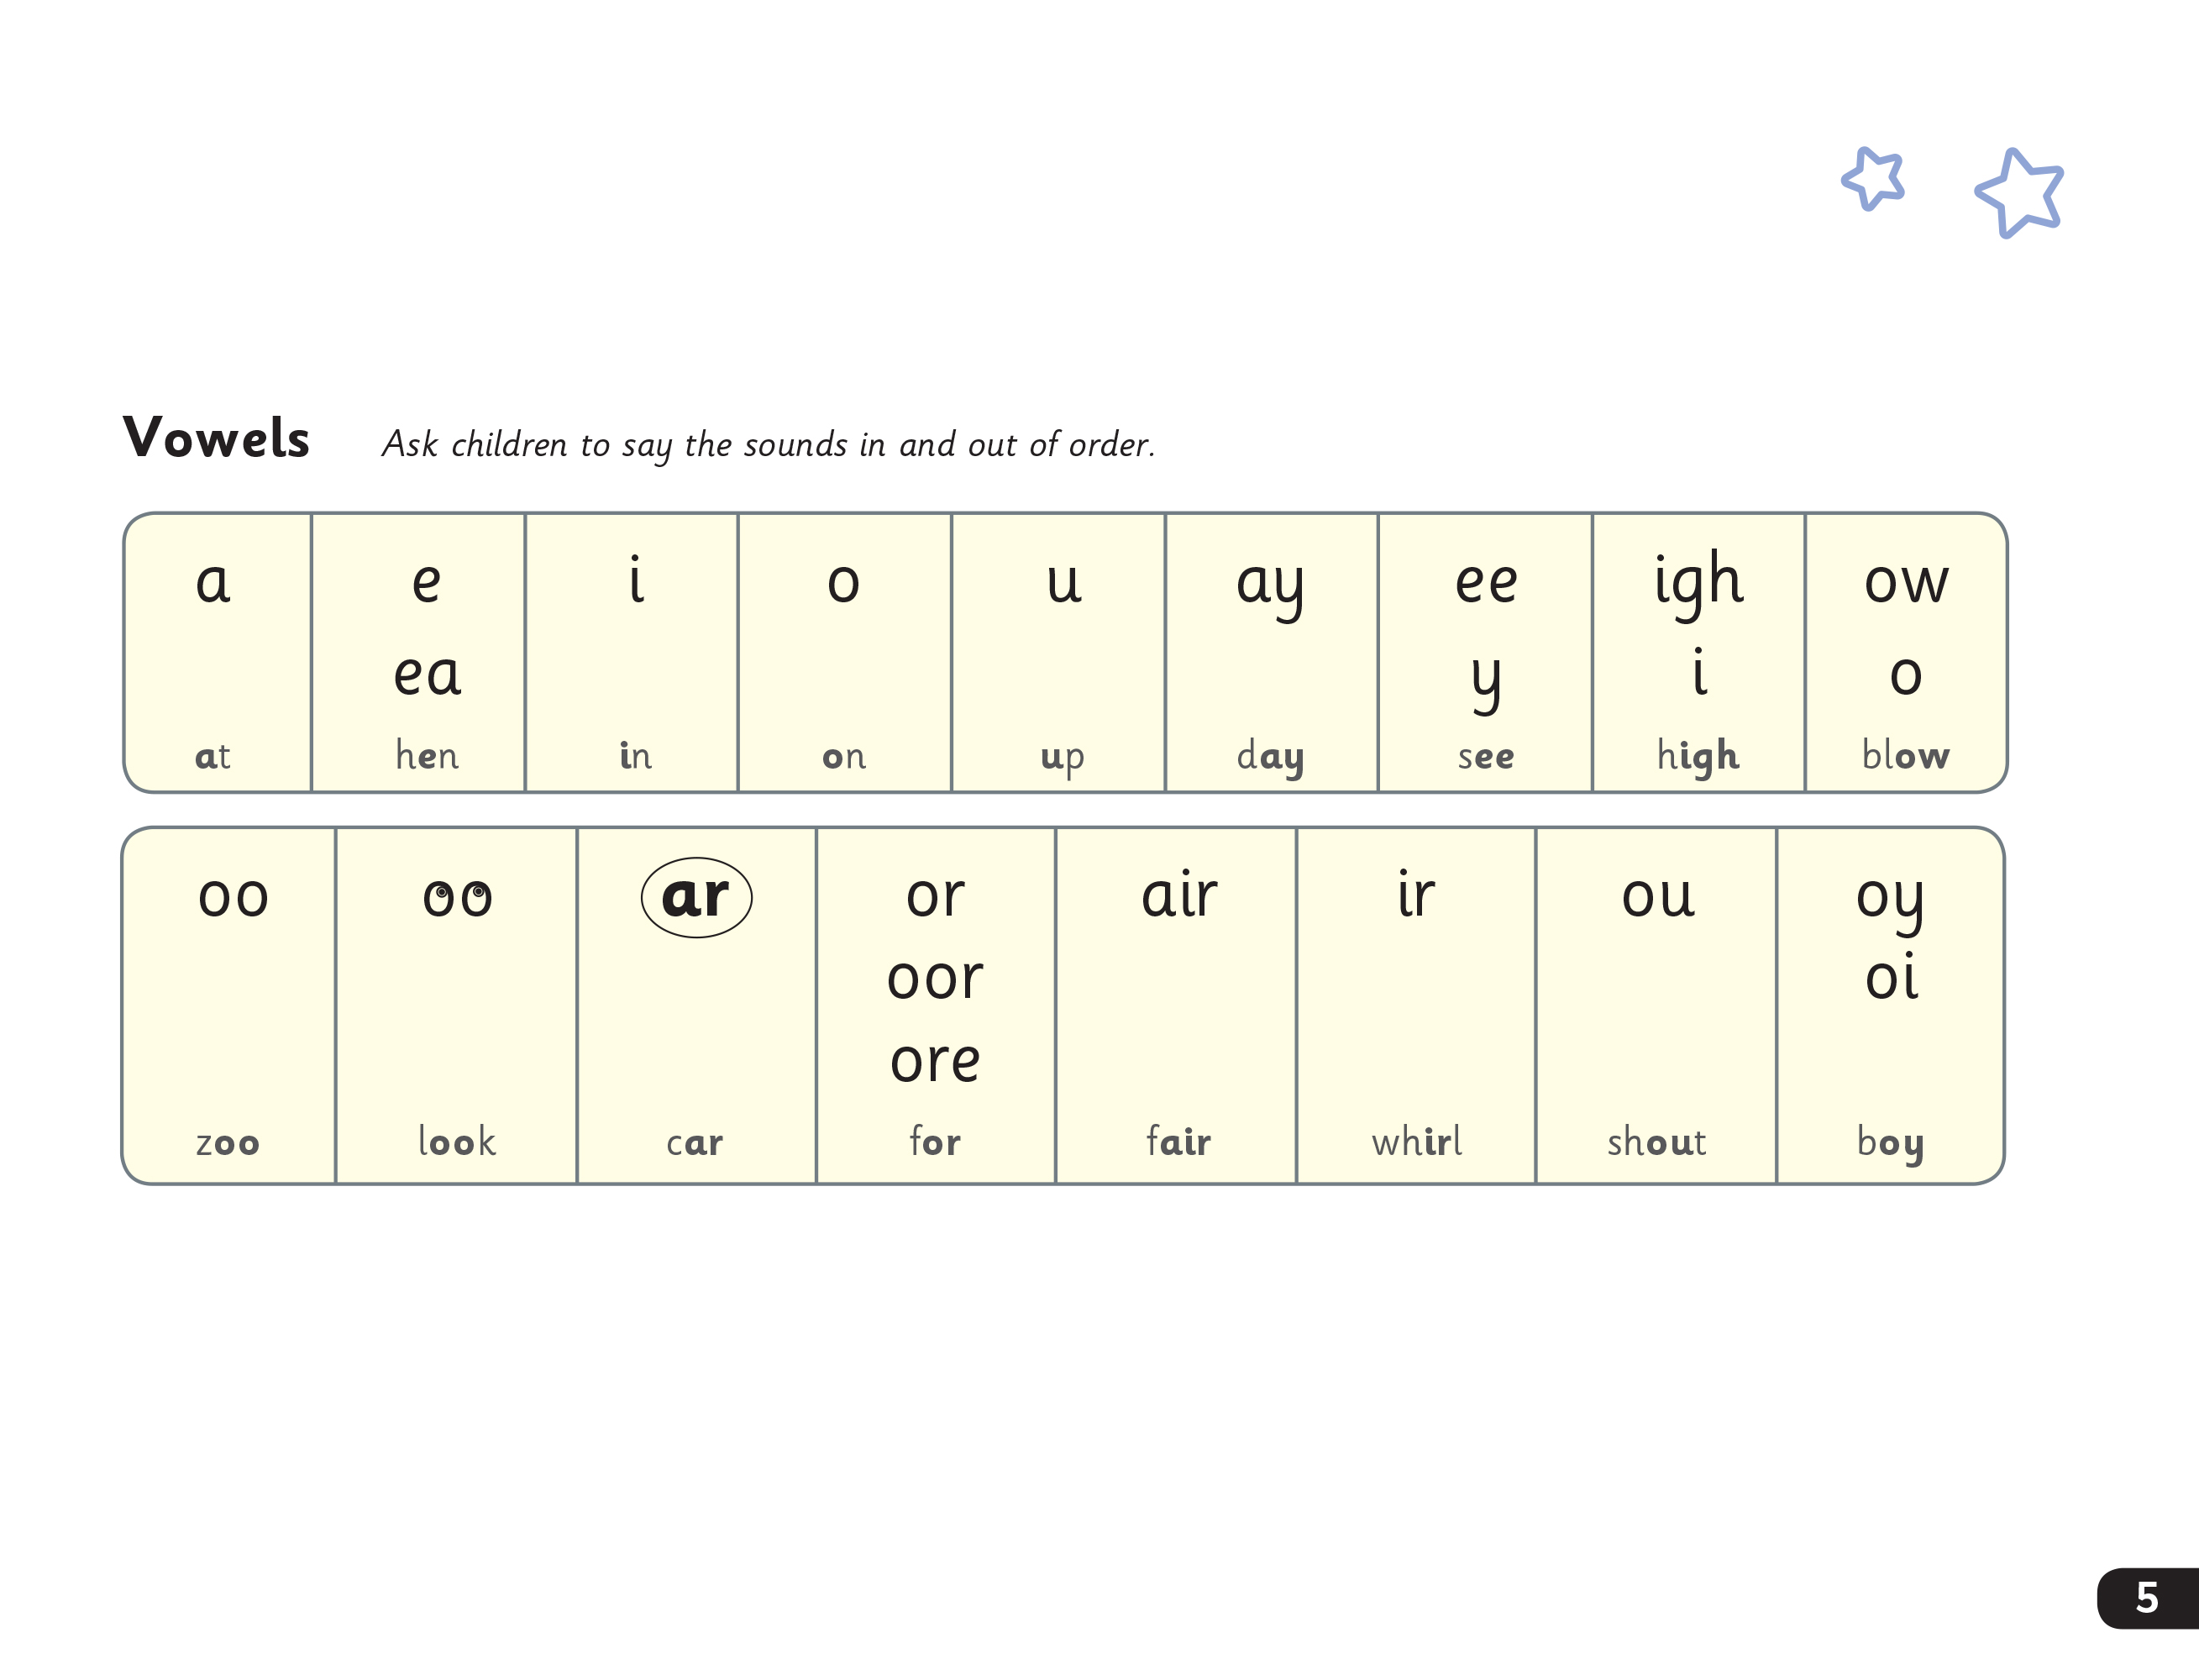 Vowels Ask children to say the sounds in and out of order.
a e i o u ay ee igh ow
ea y i o
at hen in on up day see high blow
oo oo ar or air ir ou oy
oor oi
ore
zoo look car for fair whirl shout boy
5